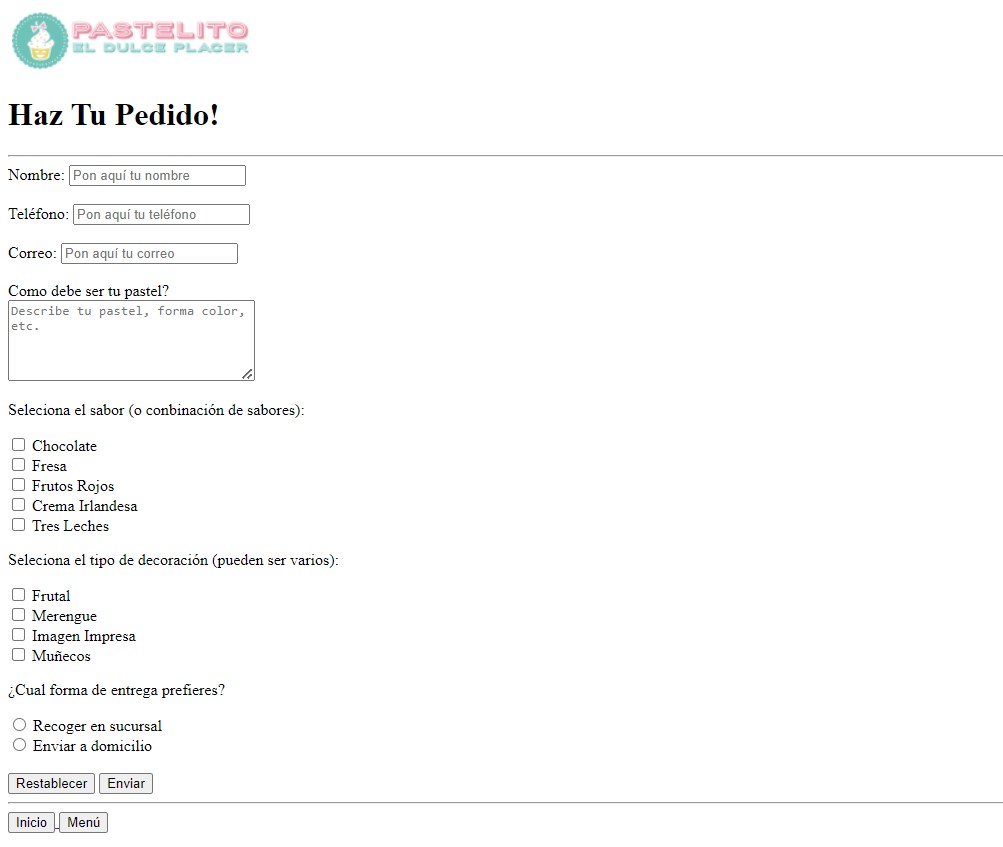 PASTELITO
EL DULCE PLACER
Haz Tu Pedido!
Nombre: Pon aquí tu nombre
Teléfono: Pon aquí tu teléfono
Correo: Pon aquí tu correo
Como debe ser tu pastel?
Describe tu pastel, forma color,
etc.
Seleciona el sabor (o conbinación de sabores):
Chocolate
Fresa
Frutos Rojos
Crema Irlandesa
Tres Leches
Seleciona el tipo de decoración (pueden ser varios):
Frutal
Merengue
Imagen Impresa
Muñecos
¿Cual forma de entrega prefieres?
Recoger en sucursal
Enviar a domicilio
Restablecer Enviar
Inicio Menú